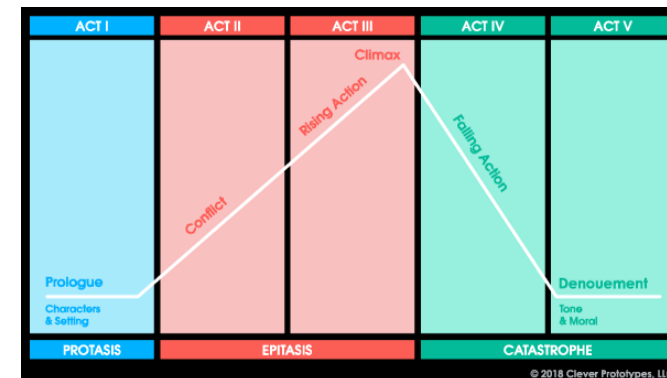 ACT I
ACT II
ACT III
ACT IV
ACT V
Climax
Rising Action
Falling Action
Conflict
Prologue
Characters
& Setting
Denouement
Tone
& Moral
PROTASIS
EPITASIS
CATASTROPHE
© 2018 Clever Prototypes, LL